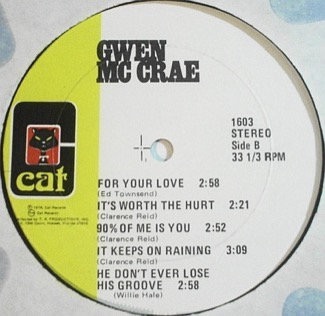 GWEN
MC CRAE
1603
STEREO
Side B
33 1/3 RPM
cat
FOR YOUR LOVE 2:58
(Ed Townsend)
IT'S WORTH THE HURT 2:21
(Clarence Reid)
90% OF ME IS YOU 2:52
(Clarence Reid)
IT KEEPS ON RAINING 3:09
(Clarence Reid)
HE DON'T EVER LOSE
HIS GROOVE 2:58
(Willie Hale)